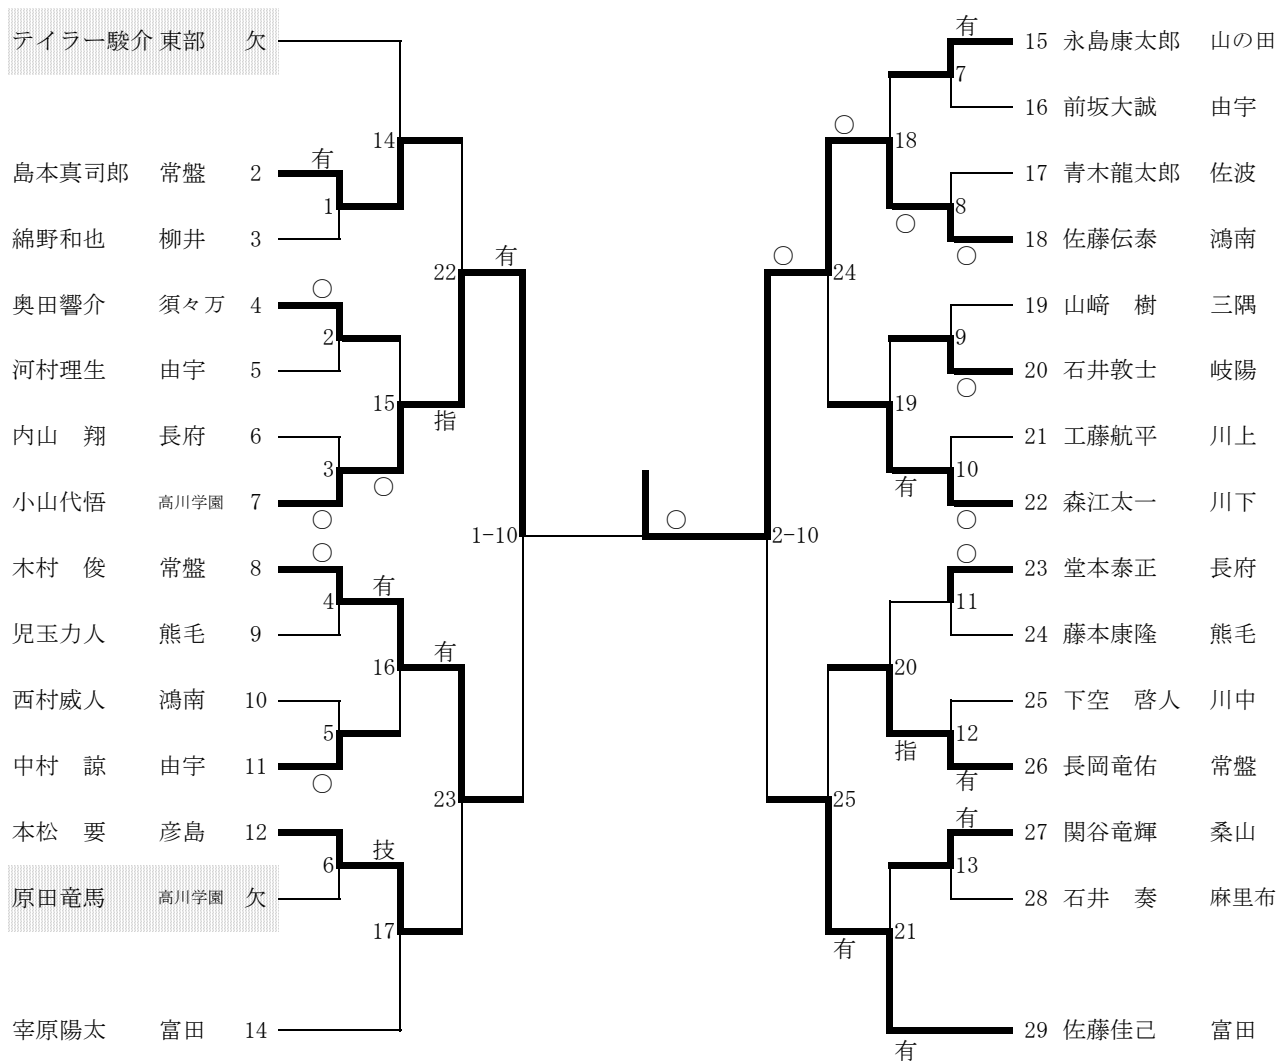 テイラー駿介 東部 欠
島本真司郎 常盤 2
綿野和也 柳井 3
奥田響介 須々万 4
河村理生 由宇 5
内山 翔 長府 6
小山代悟 高川学園 7
木村 俊 常盤 8
児玉力人 熊毛 9
西村威人 鴻南 10
中村 諒 由宇 11
本松 要 彦島 12
原田竜馬 高川学園 欠
宰原陽太 富田 14
有
1
○
2
3
○
○
4
5
○
6
14
15
○
有
16
技
17
22
指
有
23
有
1-10
○
2-10
○
24
25
有
○
18
19
20
21
○
有
指
有
有
7
8
○
9
○
10
○
○
11
12
有
有
13
15 永島康太郎 山の田
16 前坂大誠 由宇
17 青木龍太郎 佐波
18 佐藤伝泰 鴻南
19 山﨑 樹 三隅
20 石井敦士 岐陽
21 工藤航平 川上
22 森江太一 川下
23 堂本泰正 長府
24 藤本康隆 熊毛
25 下空 啓人 川中
26 長岡竜佑 常盤
27 関谷竜輝 桑山
28 石井 奏 麻里布
29 佐藤佳己 富田